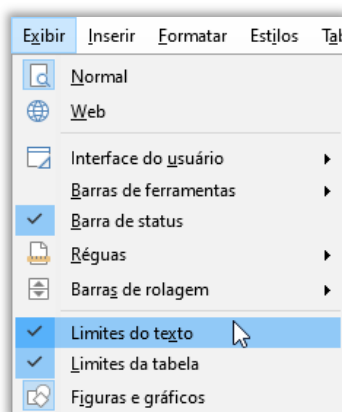 Exibir Inserir Formatar Estilos
Normal
Web
Interface do usuário
Barras de ferramentas
Barra de status
Réguas
Barras de rolagem
Limites do texto
Limites da tabela
Figuras e gráficos